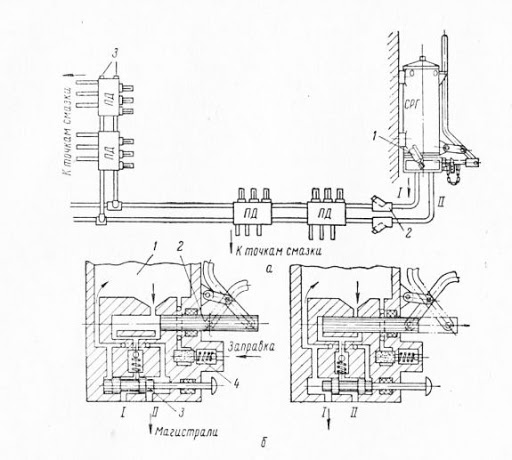 3
К точкам смазки
ПД
ПД
СРГ
1
I
II
ПД
ПД
2
К точкам смазки
а
1
2
Заправка
4
I
II
3
Магистрали
I
II
б